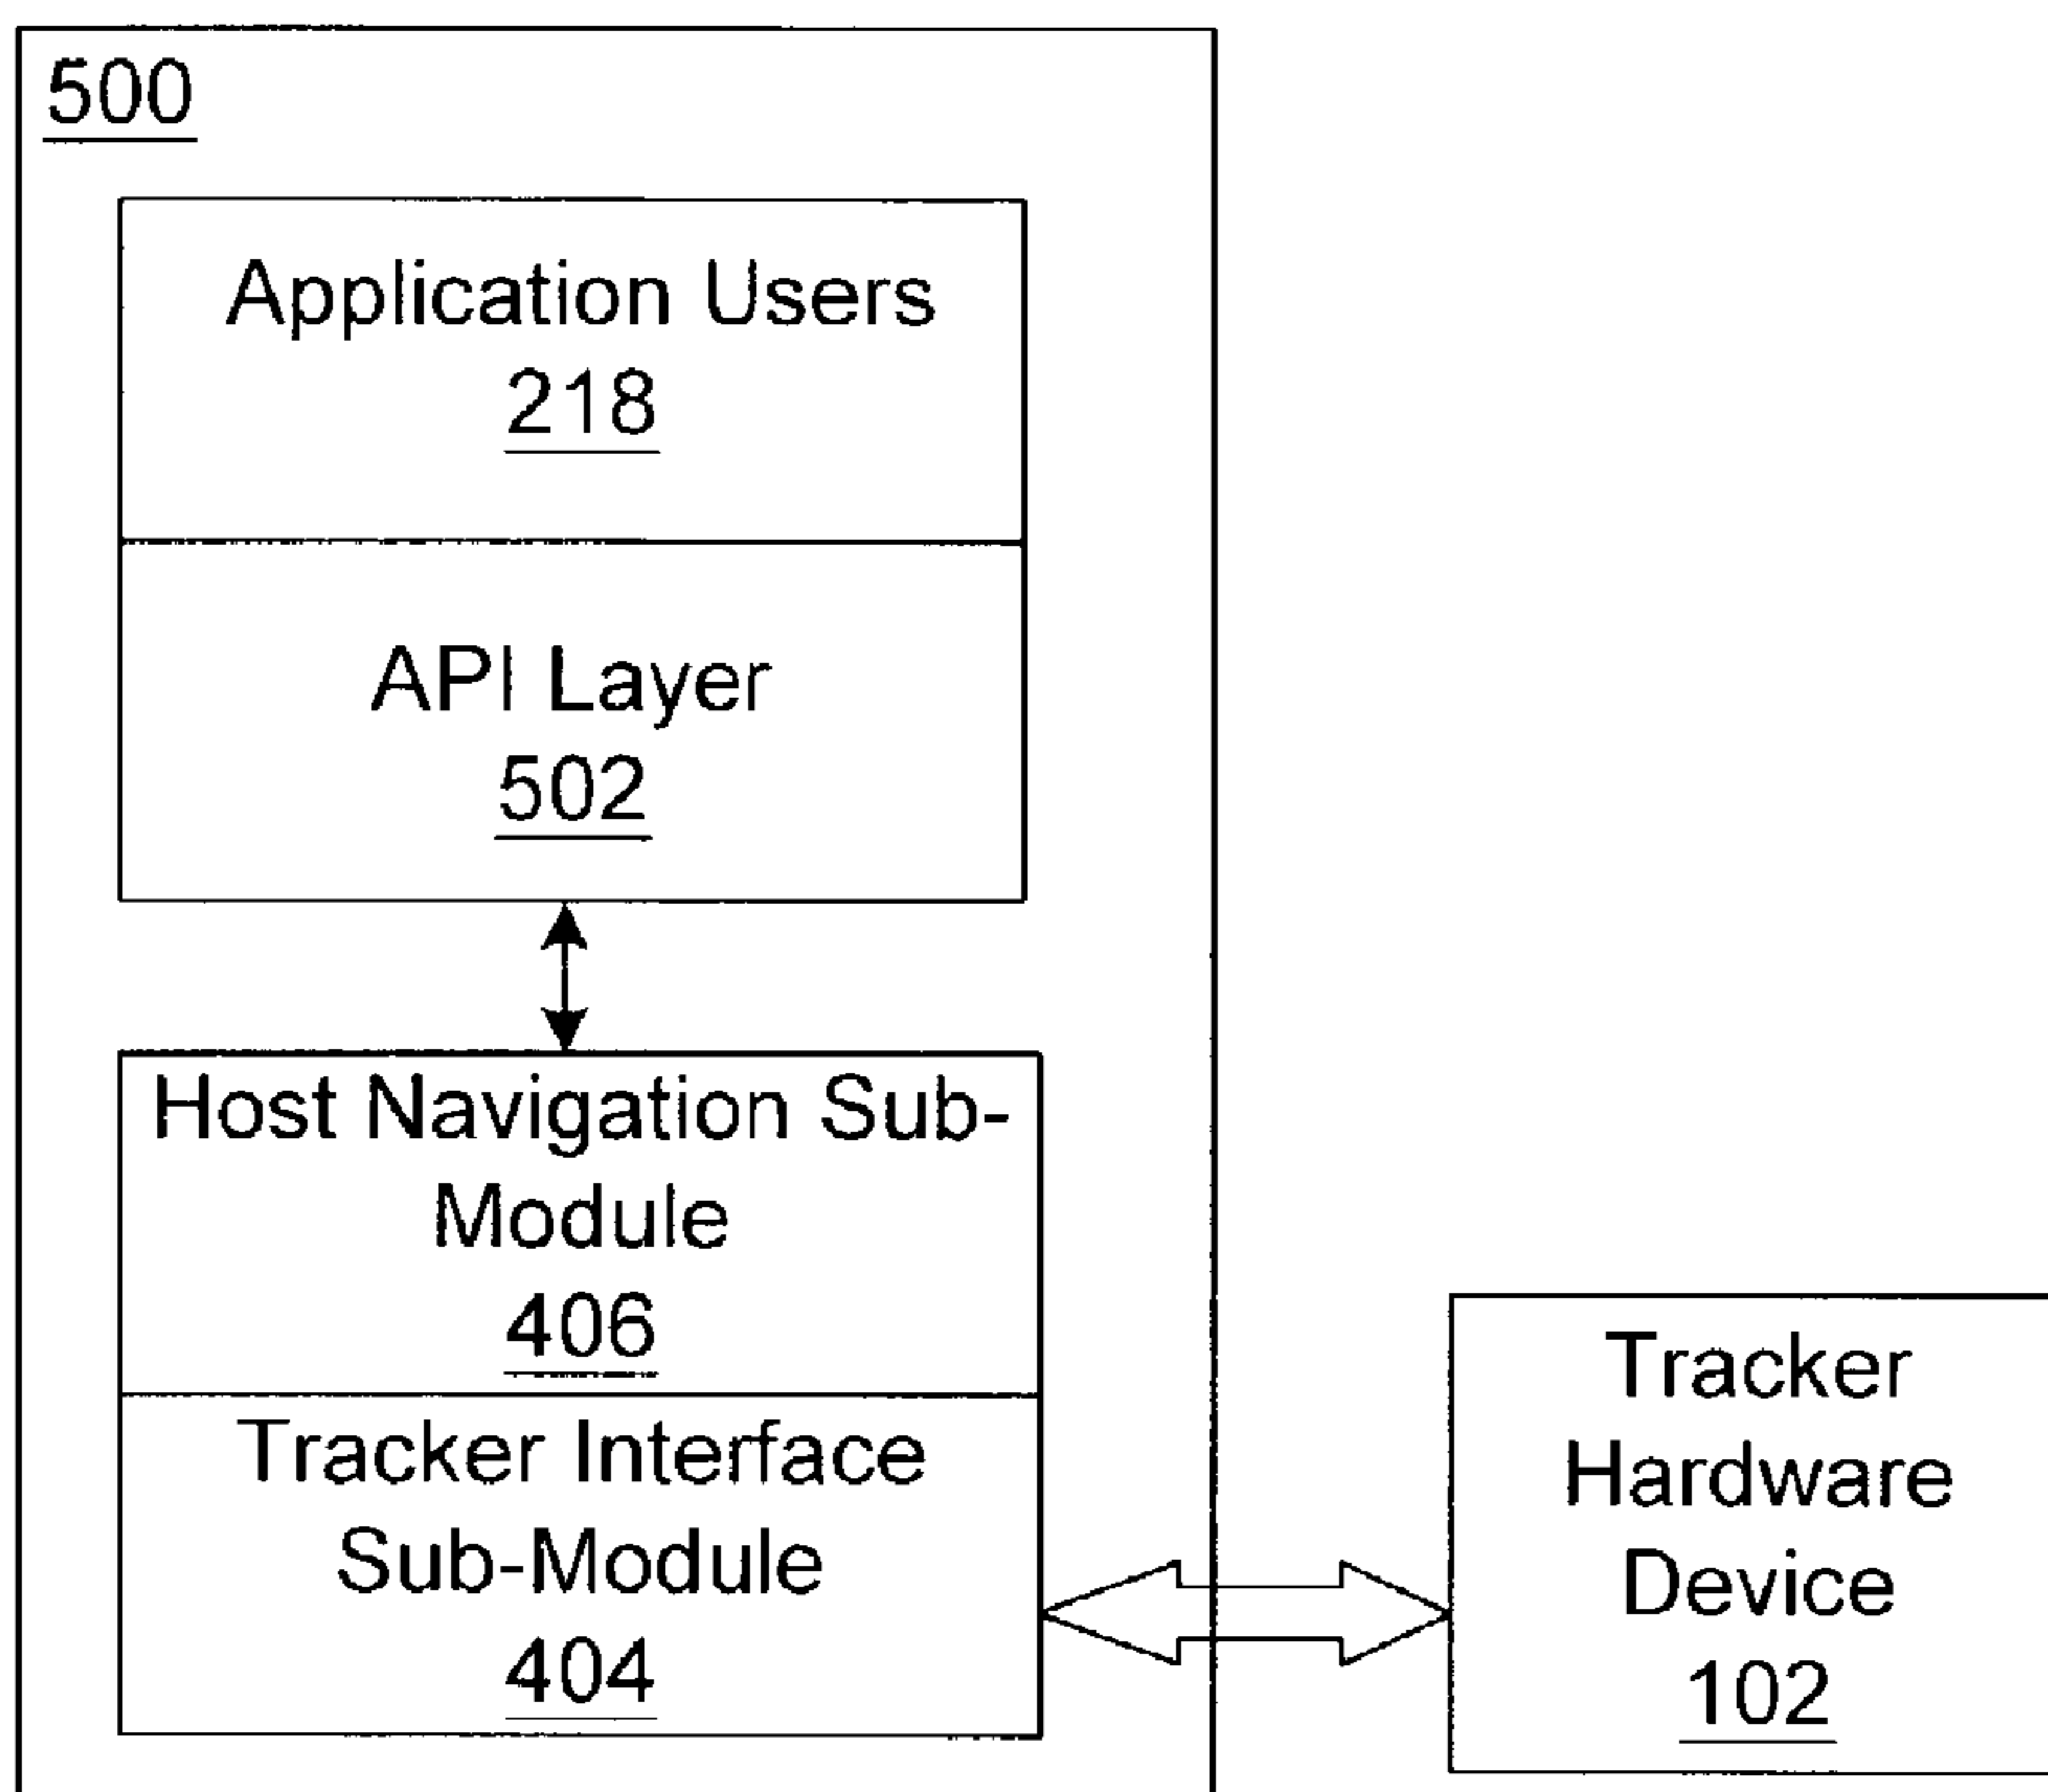 500
Application Users
218
API Layer
502
Host Navigation Sub-
Module
406
Tracker Interface
Sub-Module
404
Tracker
Hardware
Device
102